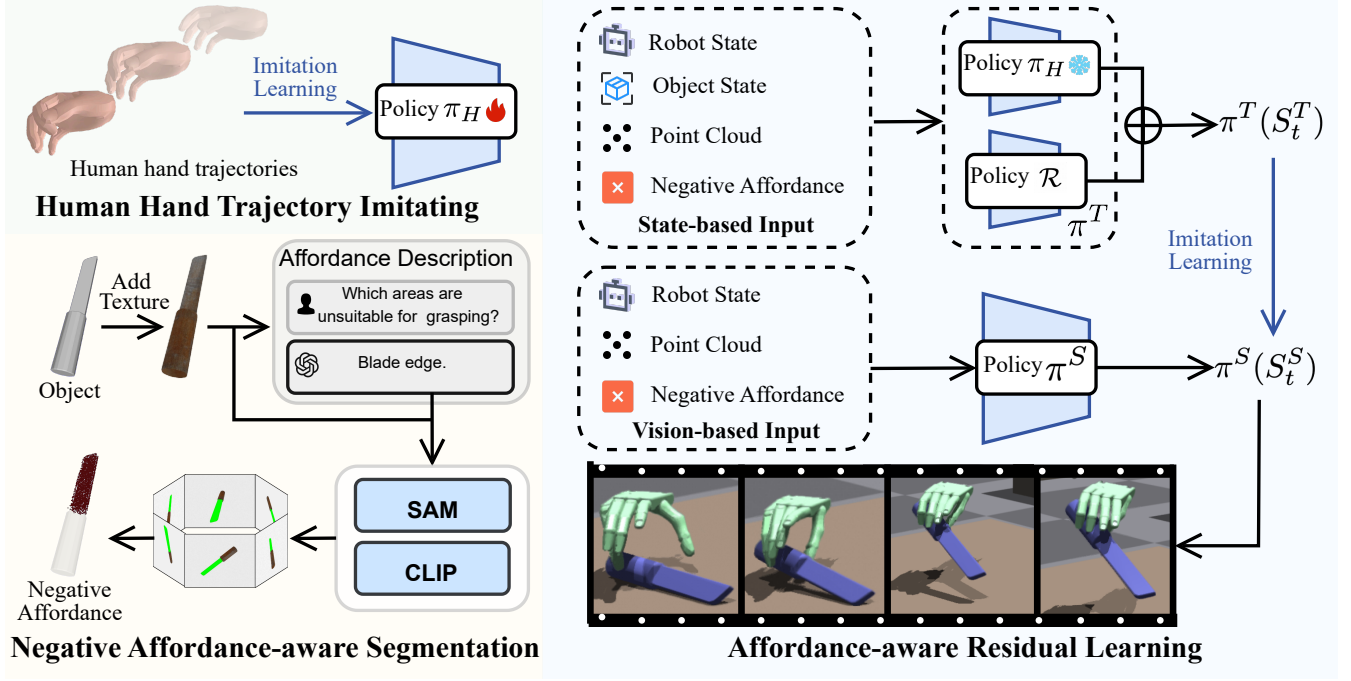 Imitation
Learning
Policy π_H
Human hand trajectories
Human Hand Trajectory Imitating
Object
Add
Texture
Affordance Description
Which areas are
unsuitable for grasping?
Blade edge.
SAM
CLIP
Negative
Affordance
Negative Affordance-aware Segmentation
Robot State
Object State
Point Cloud
Negative Affordance
State-based Input
Policy π_H
Policy ℛ
π^T
π^T(S_t^T)
Imitation
Learning
Robot State
Point Cloud
Negative Affordance
Vision-based Input
Policy π^S
π^S(S_t^S)
Affordance-aware Residual Learning